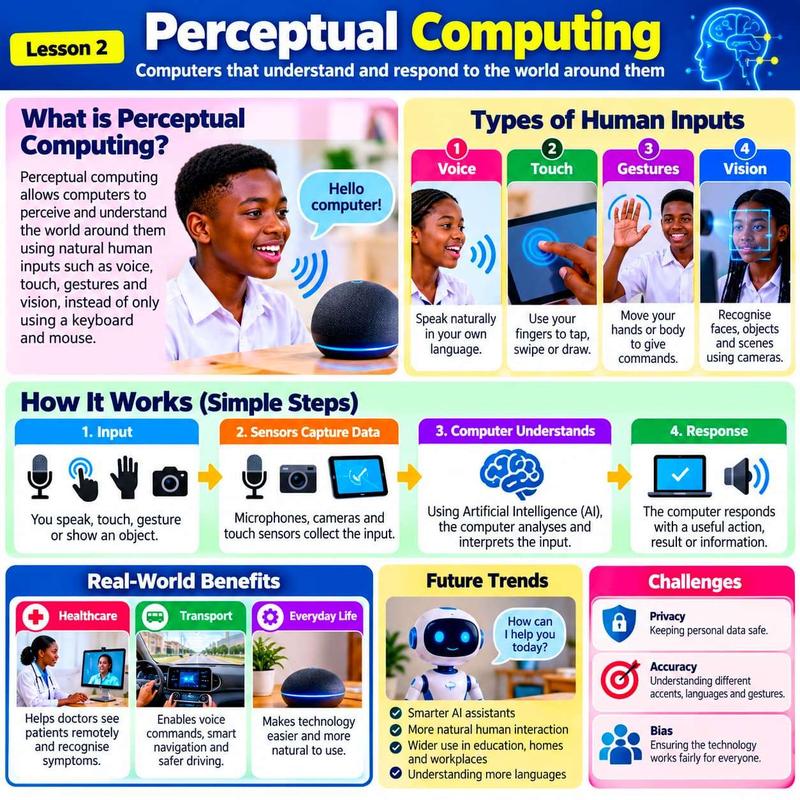 Lesson 2
Perceptual Computing
Computers that understand and respond to the world around them
What is Perceptual
Computing?
Perceptual computing
allows computers to
perceive and understand
the world around them
using natural human
inputs such as voice,
touch, gestures and
vision, instead of only
using a keyboard
and mouse.
Hello
computer!
Types of Human Inputs
1
Voice
Speak naturally
in your own
language.
2
Touch
Use your
fingers to tap,
swipe or draw.
3
Gestures
Move your
hands or body
to give
commands.
4
Vision
Recognise
faces, objects
and scenes
using cameras.
How It Works (Simple Steps)
1. Input
You speak, touch, gesture
or show an object.
2. Sensors Capture Data
Microphones, cameras and
touch sensors collect the input.
3. Computer Understands
Using Artificial Intelligence (AI),
the computer analyses and
interprets the input.
4. Response
The computer responds
with a useful action,
result or information.
Real-World Benefits
Healthcare
Helps doctors see
patients remotely
and recognise
symptoms.
Transport
Enables voice
commands, smart
navigation and
safer driving.
Everyday Life
Makes technology
easier and more
natural to use.
Future Trends
How can
I help you
today?
Smarter AI assistants
More natural human interaction
Wider use in education, homes
and workplaces
Understanding more languages
Challenges
Privacy
Keeping personal data safe.
Accuracy
Understanding different
accents, languages and gestures.
Bias
Ensuring the technology
works fairly for everyone.